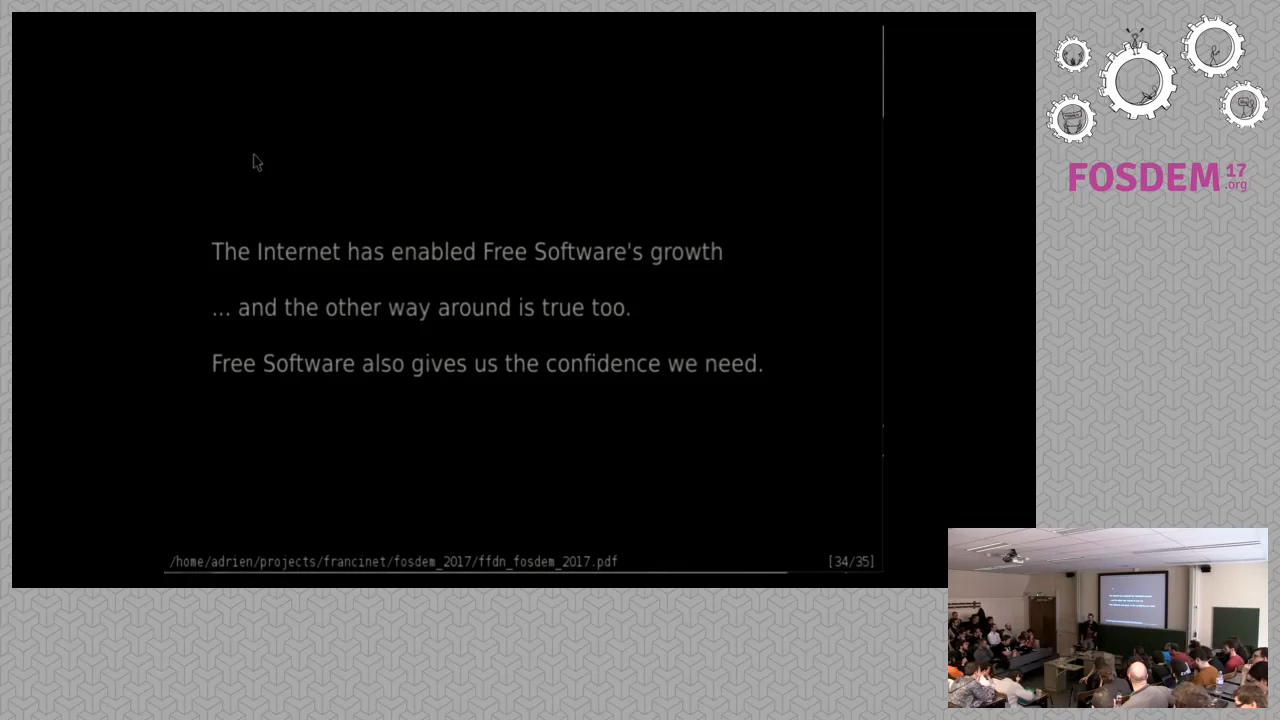 The Internet has enabled Free Software's growth
... and the other way around is true too.
Free Software also gives us the confidence we need.
/home/adrien/projects/francinet/fosdem_2017/ffdn_fosdem_2017.pdf [34/35]
FOSDEM 17
.org